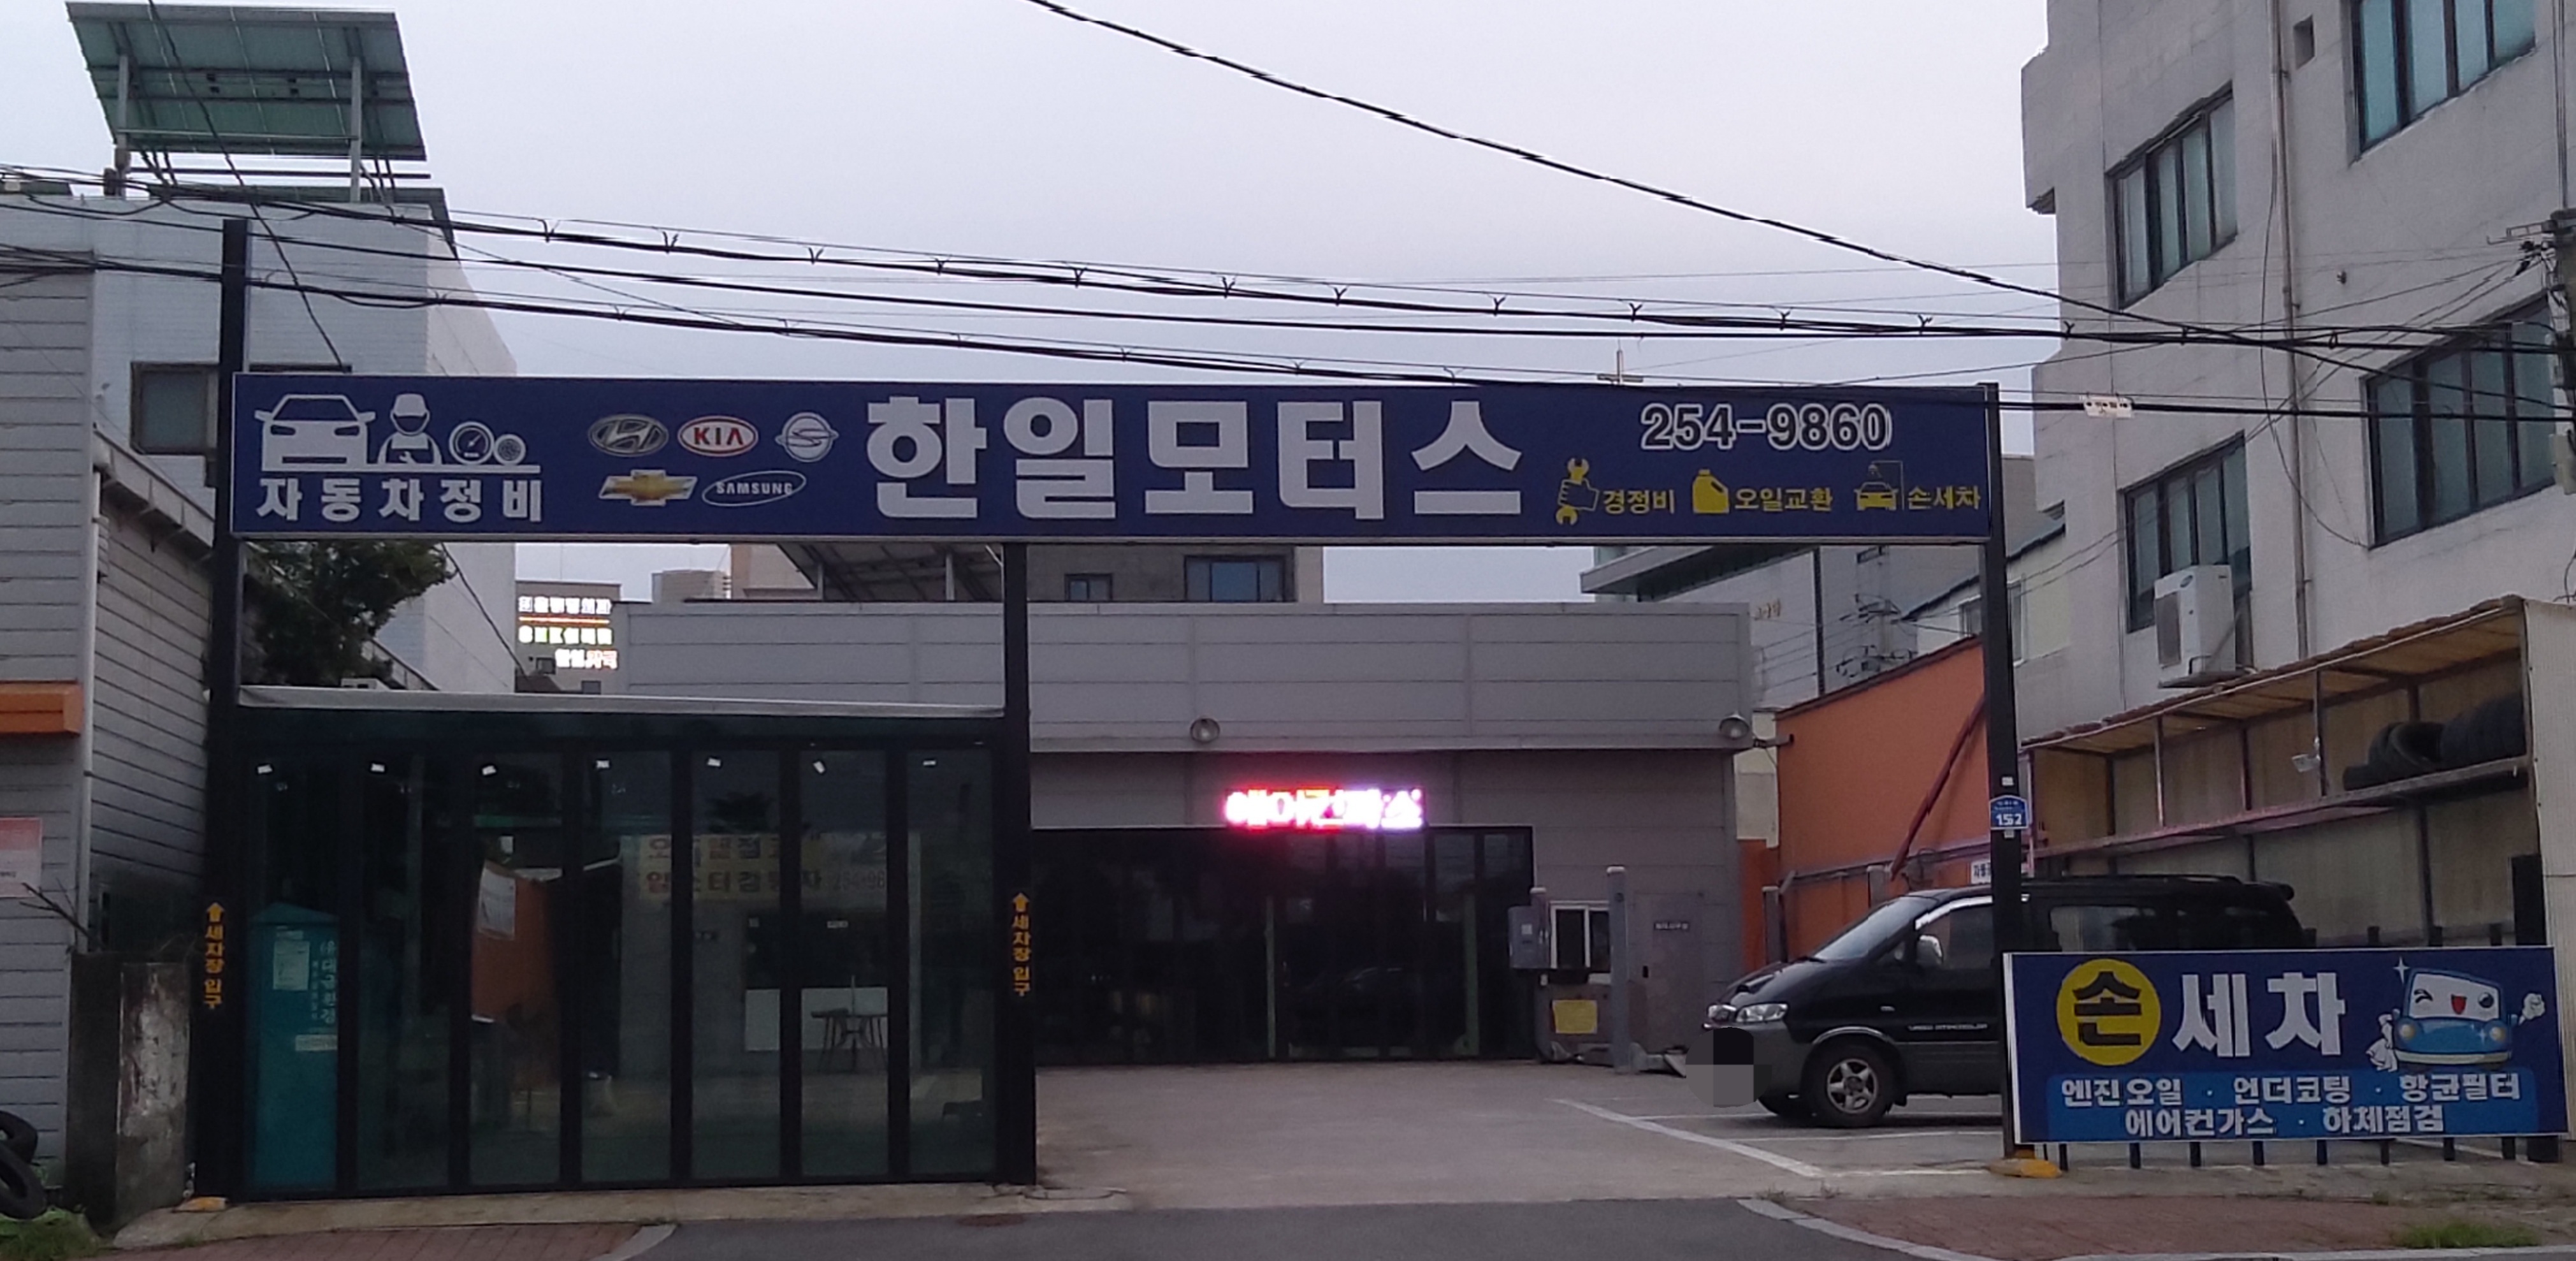 자동차정비
KIA
SAMSUNG
한일모터스
254-9860
경정비 오일교환 손세차
세차장 입구
세차장 입구
152
손세차
엔진오일 · 언더코팅 · 항균필터
에어컨가스 · 하체점검